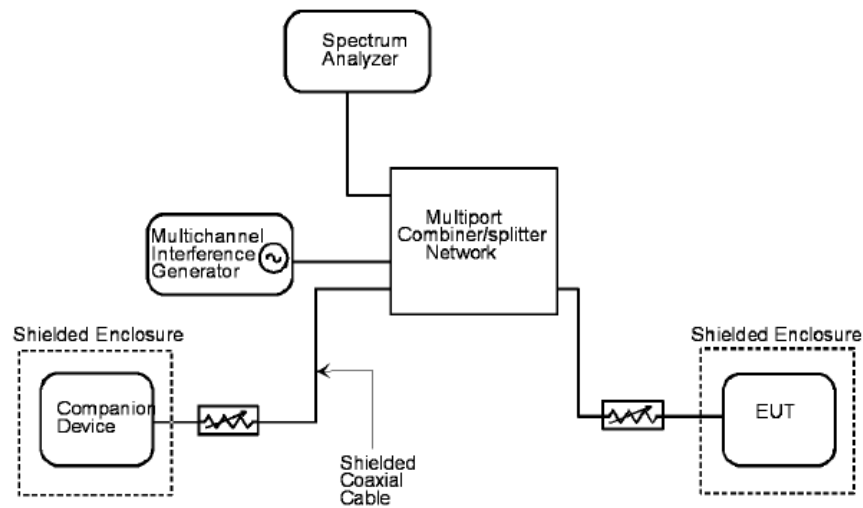 Spectrum
Analyzer
Multiport
Combiner/splitter
Network
Multichannel
Interference
Generator
Shielded Enclosure
Companion
Device
Shielded
Coaxial
Cable
Shielded Enclosure
EUT